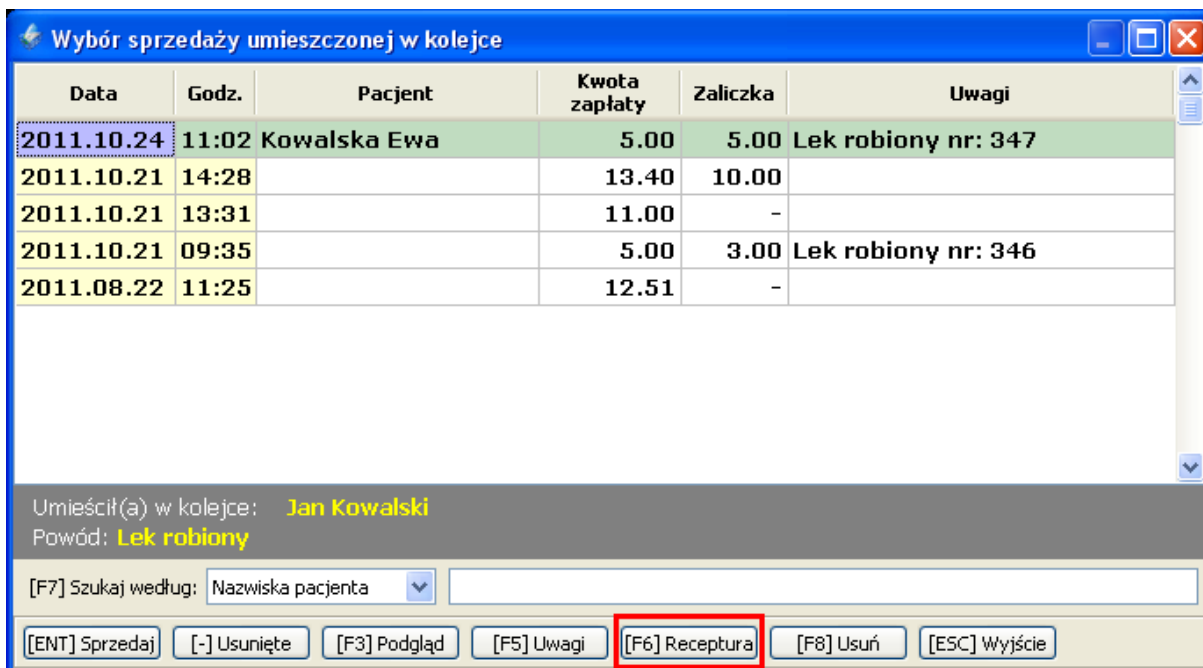 Wybór sprzedaży umieszczonej w kolejce
Data Godz. Pacjent Kwota zapłaty Zaliczka Uwagi
2011.10.24 11:02 Kowalska Ewa 5.00 5.00 Lek robiony nr: 347
2011.10.21 14:28 13.40 10.00
2011.10.21 13:31 11.00 -
2011.10.21 09:35 5.00 3.00 Lek robiony nr: 346
2011.08.22 11:25 12.51 -
Umieścił(a) w kolejce: Jan Kowalski
Powód: Lek robiony
[F7] Szukaj według: Nazwiska pacjenta
[ENT] Sprzedaj [-] Usunięte [F3] Podgląd [F5] Uwagi [F6] Receptura [F8] Usuń [ESC] Wyjście